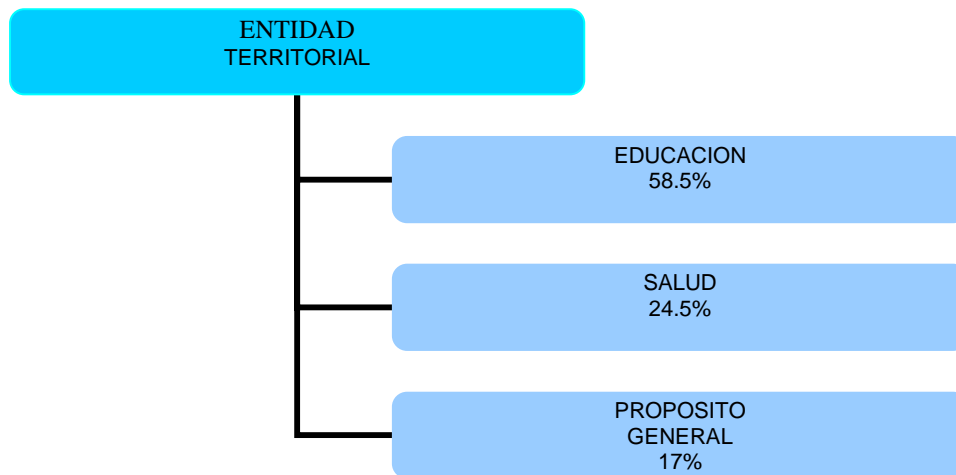 ENTIDAD
TERRITORIAL
EDUCACION
58.5%
SALUD
24.5%
PROPOSITO
GENERAL
17%